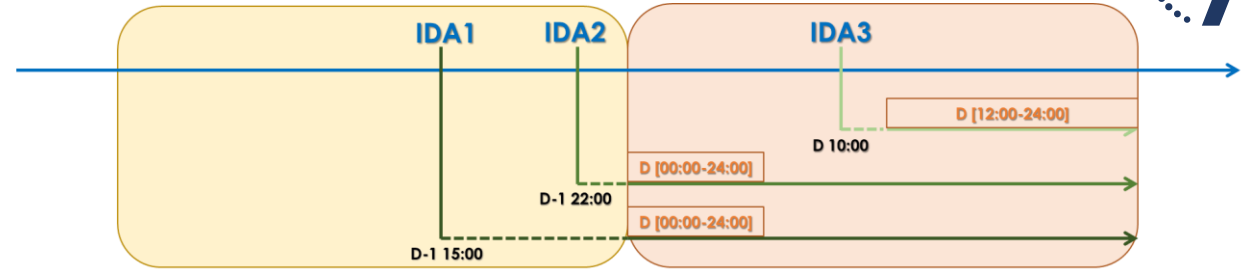 IDA1 IDA2 IDA3
D [12:00-24:00]
D 10:00
D [00:00-24:00]
D-1 22:00
D [00:00-24:00]
D-1 15:00